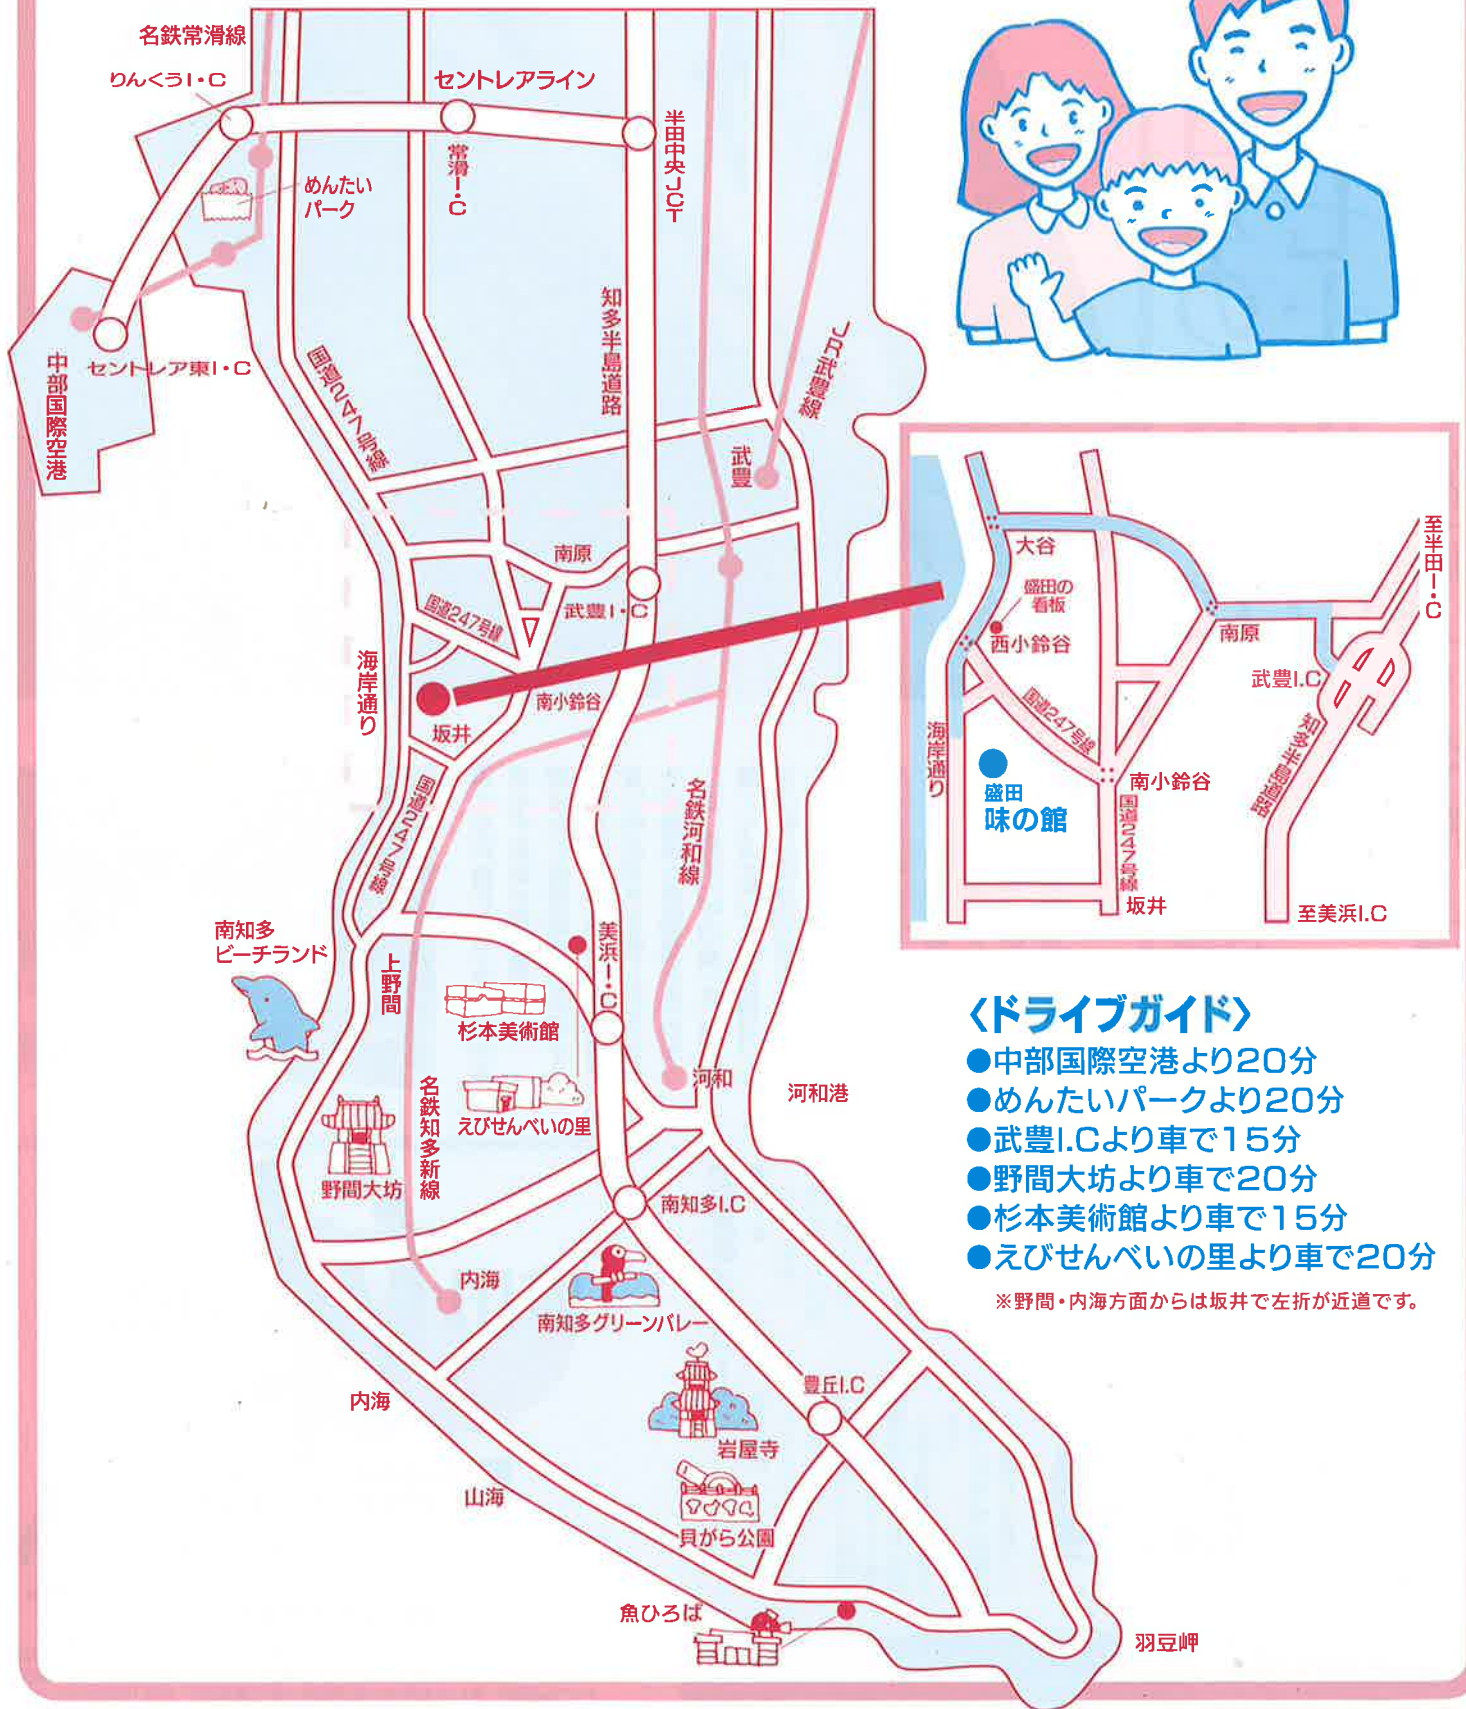 名鉄常滑線
りんくうI・C
セントレアライン
常滑I・C
半田中央JCT
めんたい
パーク
セントレア東I・C
中部国際空港
国道247号線
知多半島道路
JR武豊線
武豊
南原
武豊I・C
国道247号線
海岸通り
南小鈴谷
坂井
国道247号線
名鉄河和線
南知多
ビーチランド
上野間
美浜I・C
杉本美術館
えびせんべいの里
河和
河和港
名鉄知多新線
野間大坊
南知多I.C
内海
南知多グリーンバレー
内海
豊丘I.C
岩屋寺
山海
貝がら公園
魚ひろば
羽豆岬
至半田I・C
大谷
盛田の
看板
西小鈴谷
南原
武豊I.C
国道247号線
海岸通り
知多半島道路
盛田
味の館
南小鈴谷
国道247号線
坂井
至美浜I.C
〈ドライブガイド〉
●中部国際空港より20分
●めんたいパークより20分
●武豊I.Cより車で15分
●野間大坊より車で20分
●杉本美術館より車で15分
●えびせんべいの里より車で20分
※野間・内海方面からは坂井で左折が近道です。